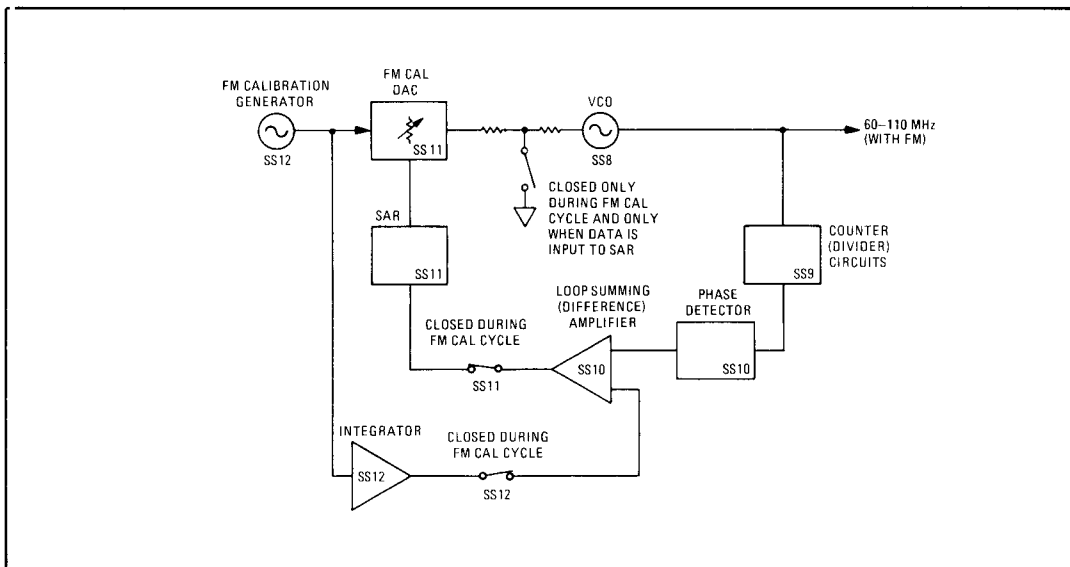 FM CALIBRATION
GENERATOR
SS12
FM CAL
DAC
SS11
VCO
SS8
60–110 MHz
(WITH FM)
CLOSED ONLY
DURING FM CAL
CYCLE AND ONLY
WHEN DATA IS
INPUT TO SAR
SAR
SS11
COUNTER
(DIVIDER)
CIRCUITS
SS9
LOOP SUMMING
(DIFFERENCE)
AMPLIFIER
SS10
PHASE
DETECTOR
SS10
CLOSED DURING
FM CAL CYCLE
SS11
INTEGRATOR
SS12
CLOSED DURING
FM CAL CYCLE
SS12